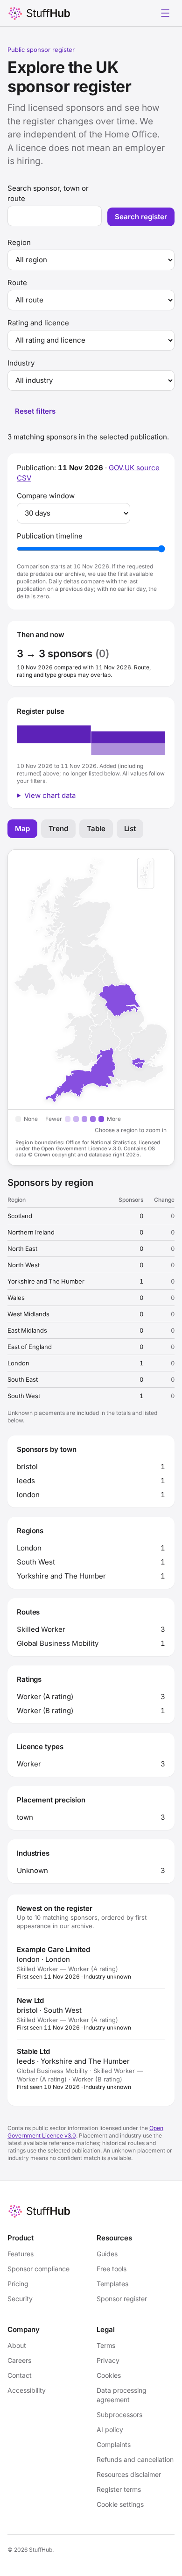 StuffHub
Public sponsor register
Explore the UK
sponsor register
Find licensed sponsors and see how
the register changes over time. We
are independent of the Home Office.
A licence does not mean an employer
is hiring.
Search sponsor, town or
route
Search register
Region
All region
Route
All route
Rating and licence
All rating and licence
Industry
All industry
Reset filters
3 matching sponsors in the selected publication.
Publication: 11 Nov 2026 · GOV.UK source
CSV
Compare window
30 days
Publication timeline
Comparison starts at 10 Nov 2026. If the requested
date predates our archive, we use the first available
publication. Daily deltas compare with the last
publication on a previous day; with no earlier day, the
delta is zero.
Then and now
3 → 3 sponsors (0)
10 Nov 2026 compared with 11 Nov 2026. Route,
rating and type groups may overlap.
Register pulse
10 Nov 2026 to 11 Nov 2026. Added (including
returned) above; no longer listed below. All values follow
your filters.
View chart data
Map
Trend
Table
List
None
Fewer
More
Choose a region to zoom in
Region boundaries: Office for National Statistics, licensed
under the Open Government Licence v.3.0. Contains OS
data © Crown copyright and database right 2025.
Sponsors by region
Region Sponsors Change
Scotland 0 0
Northern Ireland 0 0
North East 0 0
North West 0 0
Yorkshire and The Humber 1 0
Wales 0 0
West Midlands 0 0
East Midlands 0 0
East of England 0 0
London 1 0
South East 0 0
South West 1 0
Unknown placements are included in the totals and listed
below.
Sponsors by town
bristol 1
leeds 1
london 1
Regions
London 1
South West 1
Yorkshire and The Humber 1
Routes
Skilled Worker 3
Global Business Mobility 1
Ratings
Worker (A rating) 3
Worker (B rating) 1
Licence types
Worker 3
Placement precision
town 3
Industries
Unknown 3
Newest on the register
Up to 10 matching sponsors, ordered by first
appearance in our archive.
Example Care Limited
london · London
Skilled Worker — Worker (A rating)
First seen 11 Nov 2026 · Industry unknown
New Ltd
bristol · South West
Skilled Worker — Worker (A rating)
First seen 11 Nov 2026 · Industry unknown
Stable Ltd
leeds · Yorkshire and The Humber
Global Business Mobility · Skilled Worker —
Worker (A rating) · Worker (B rating)
First seen 10 Nov 2026 · Industry unknown
Contains public sector information licensed under the Open
Government Licence v3.0. Placement and industry use the
latest available reference matches; historical routes and
ratings use the selected publication. An unknown placement or
industry means no confident match is available.
StuffHub
Product
Features
Sponsor compliance
Pricing
Security
Resources
Guides
Free tools
Templates
Sponsor register
Company
About
Careers
Contact
Accessibility
Legal
Terms
Privacy
Cookies
Data processing
agreement
Subprocessors
AI policy
Complaints
Refunds and cancellation
Resources disclaimer
Register terms
Cookie settings
© 2026 StuffHub.